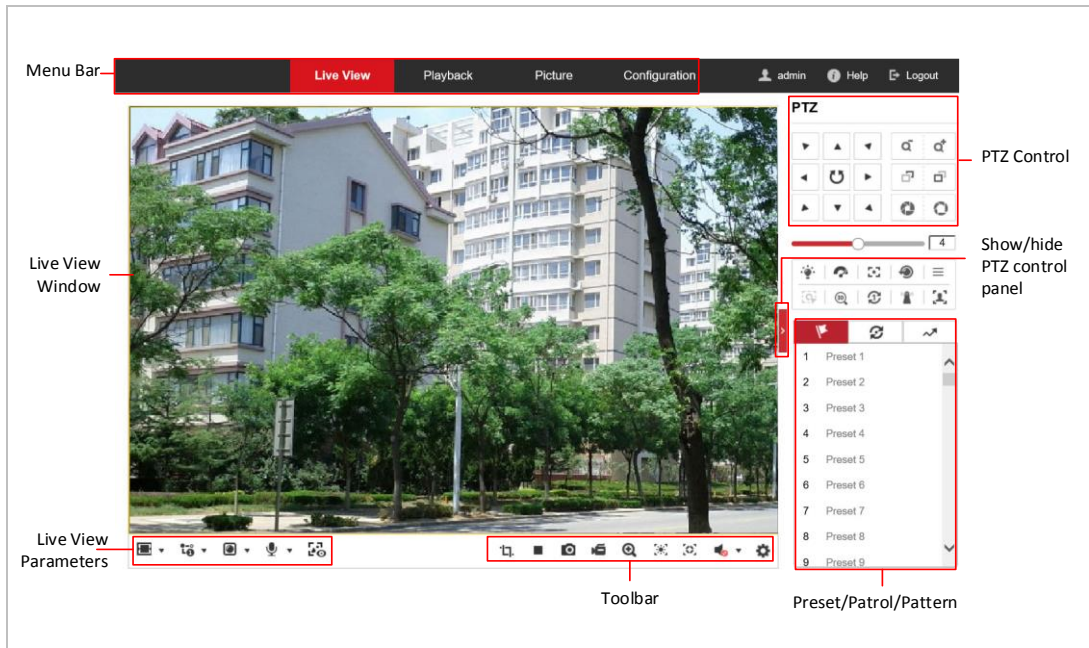 Menu Bar
Live View
Playback
Picture
Configuration
admin
Help
Logout
PTZ
PTZ Control
4
Show/hide
PTZ control
panel
Live View
Window
1 Preset 1
2 Preset 2
3 Preset 3
4 Preset 4
5 Preset 5
6 Preset 6
7 Preset 7
8 Preset 8
9 Preset 9
Live View
Parameters
Toolbar
Preset/Patrol/Pattern